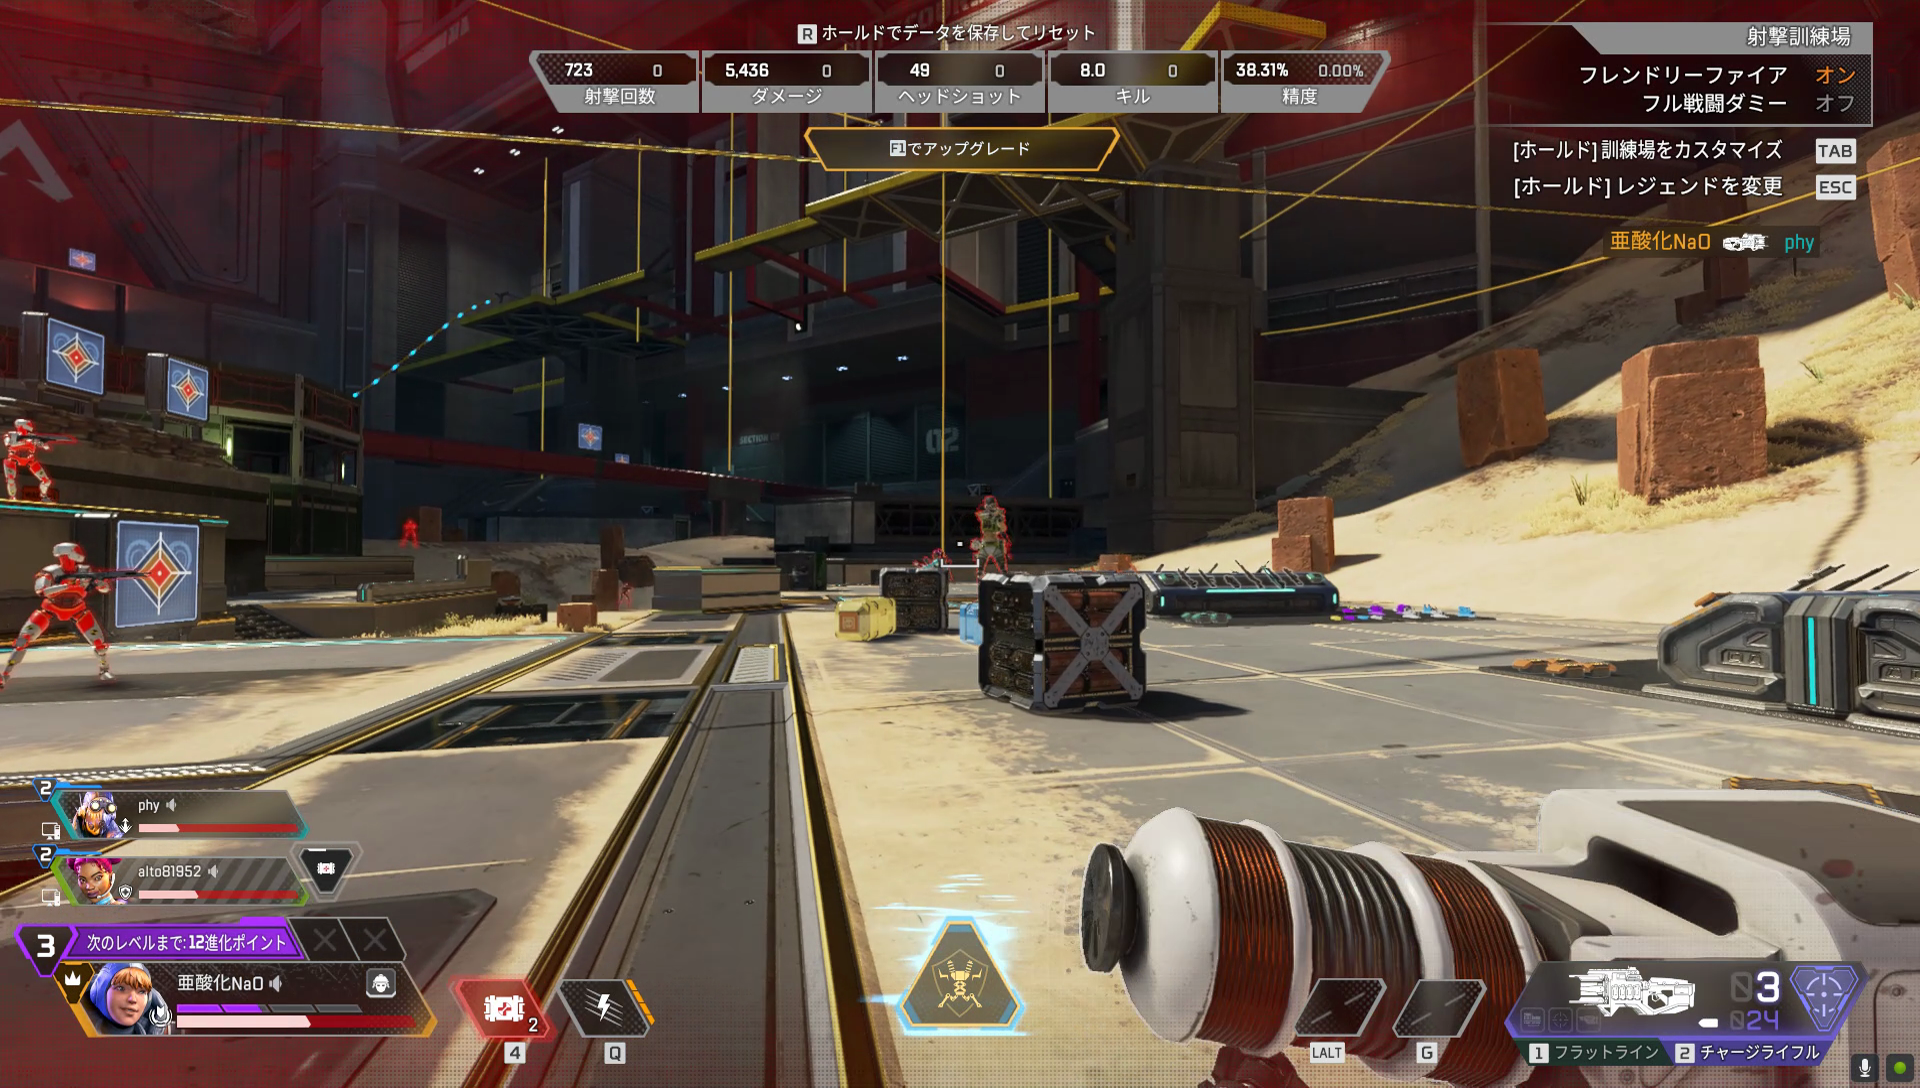 R ホールドでデータを保存してリセット
723 0 5,436 0 49 0 8.0 0 38.31% 0.00%
射撃回数 ダメージ ヘッドショット キル 精度
F1でアップグレード
射撃訓練場
フレンドリーファイア オン
フル戦闘ダミー オフ
[ホールド]訓練場をカスタマイズ TAB
[ホールド]レジェンドを変更 ESC
亜酸化NaO phy
SECTION
02
2
phy
2
alto81952
3 次のレベルまで:12進化ポイント
亜酸化NaO
2
4 Q
LALT G
03
024
1 フラットライン 2 チャージライフル